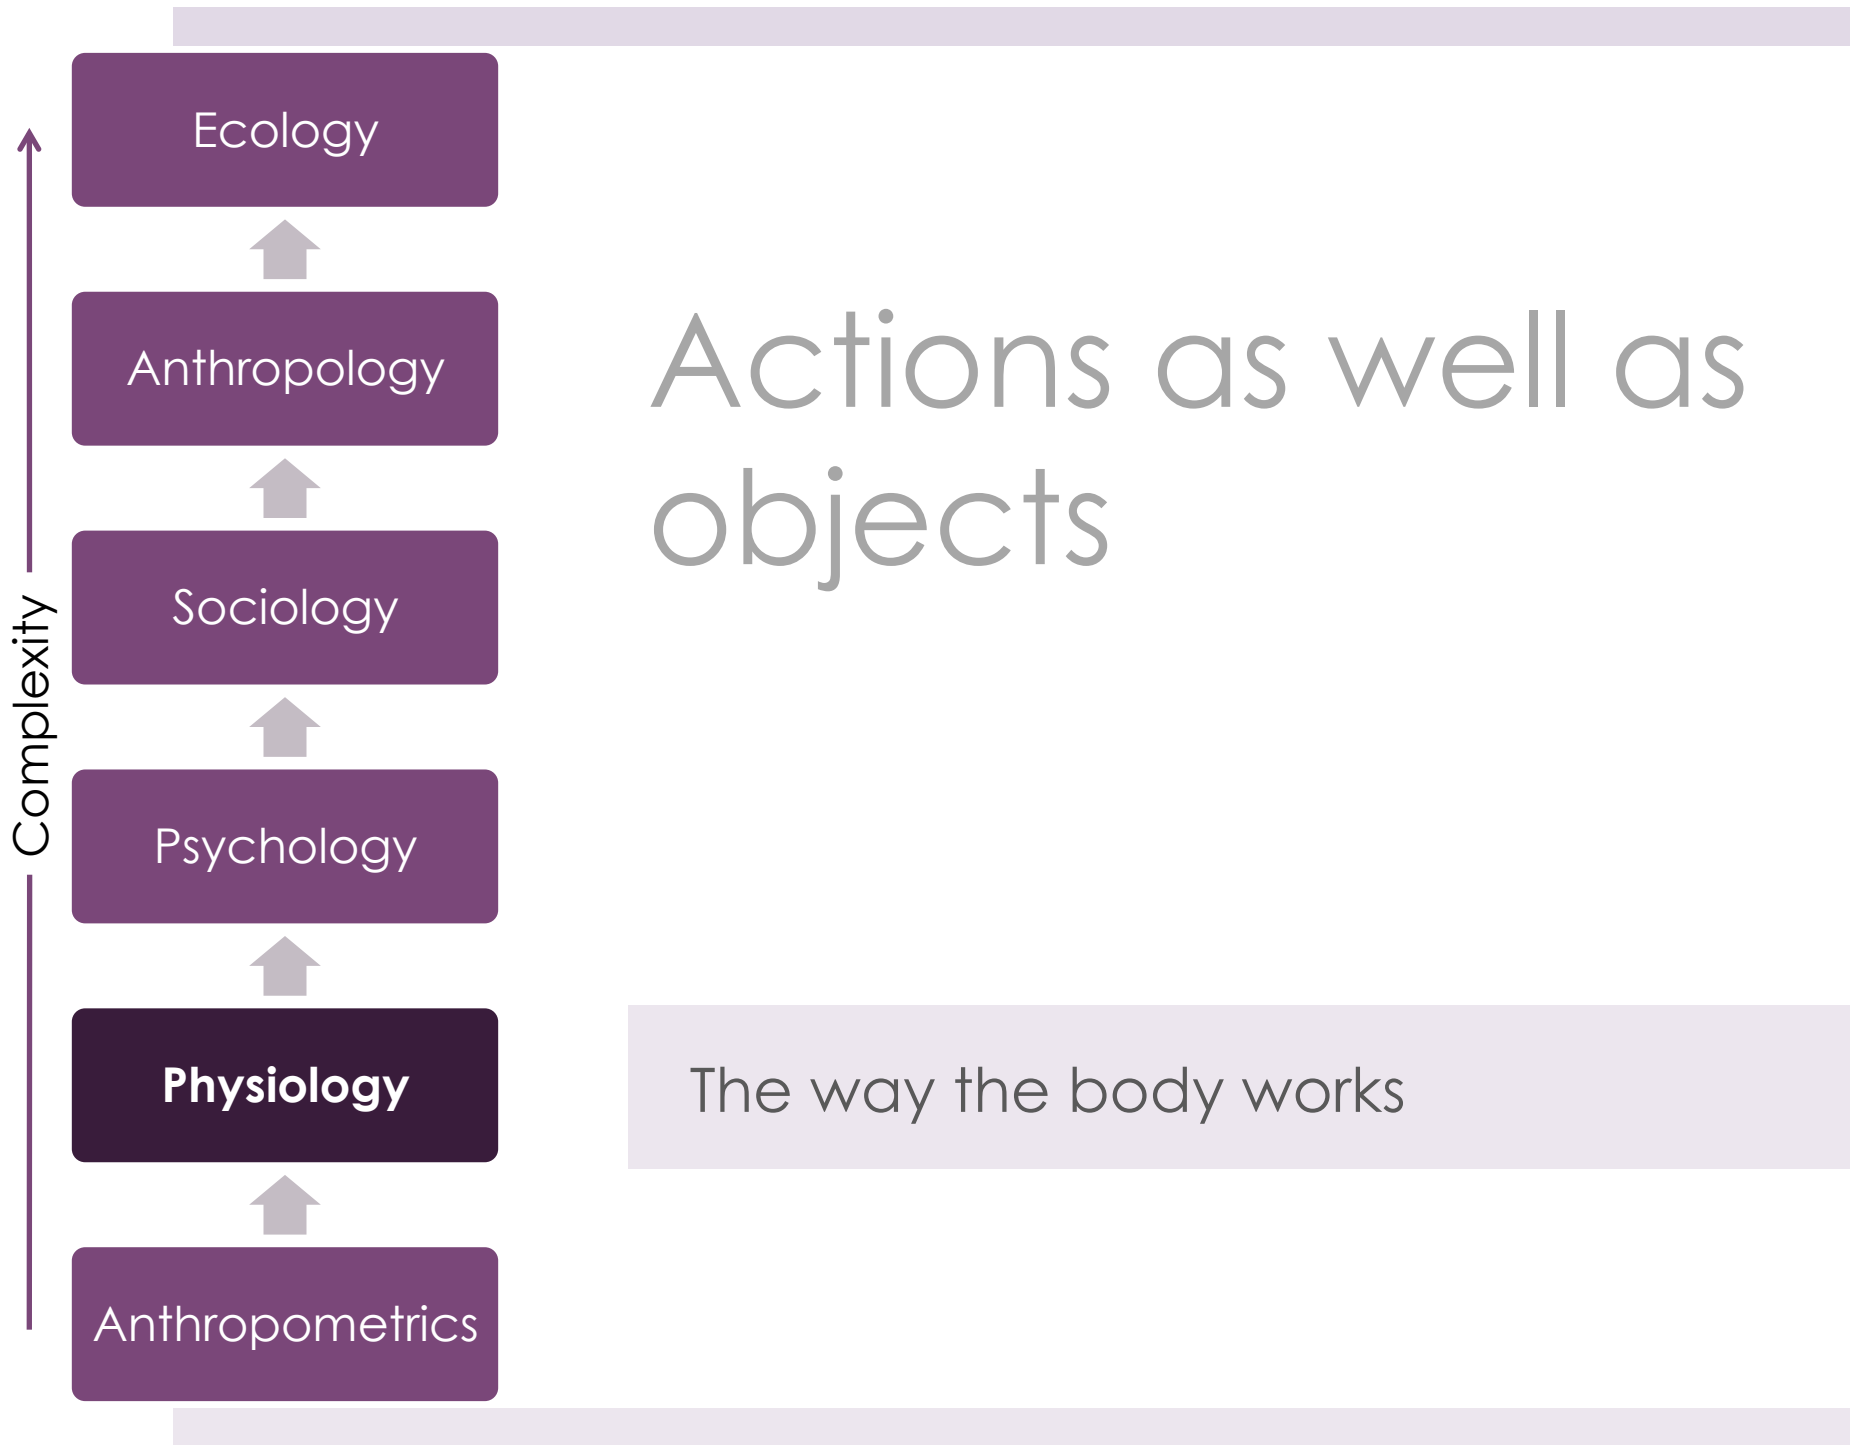 Ecology
Anthropology
Sociology
Psychology
Physiology
Anthropometrics
Complexity
Actions as well as
objects
The way the body works